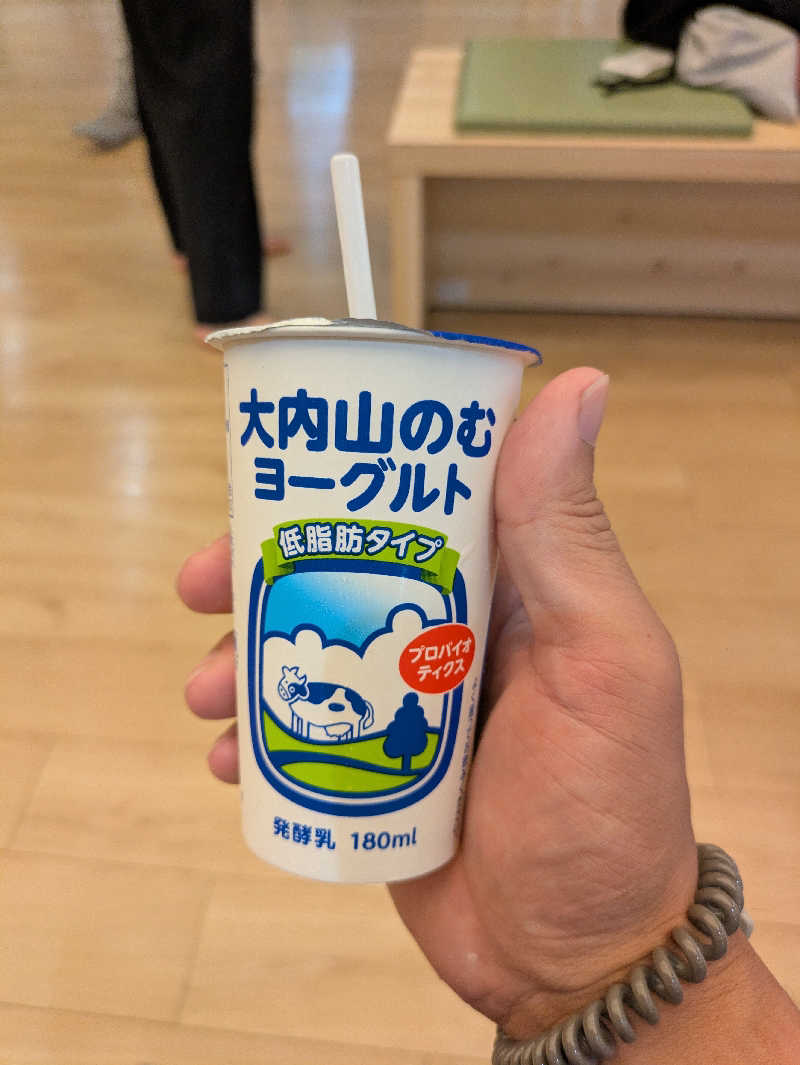 大内山のむ
ヨーグルト
低脂肪タイプ
プロバイオ
ティクス
発酵乳 180ml